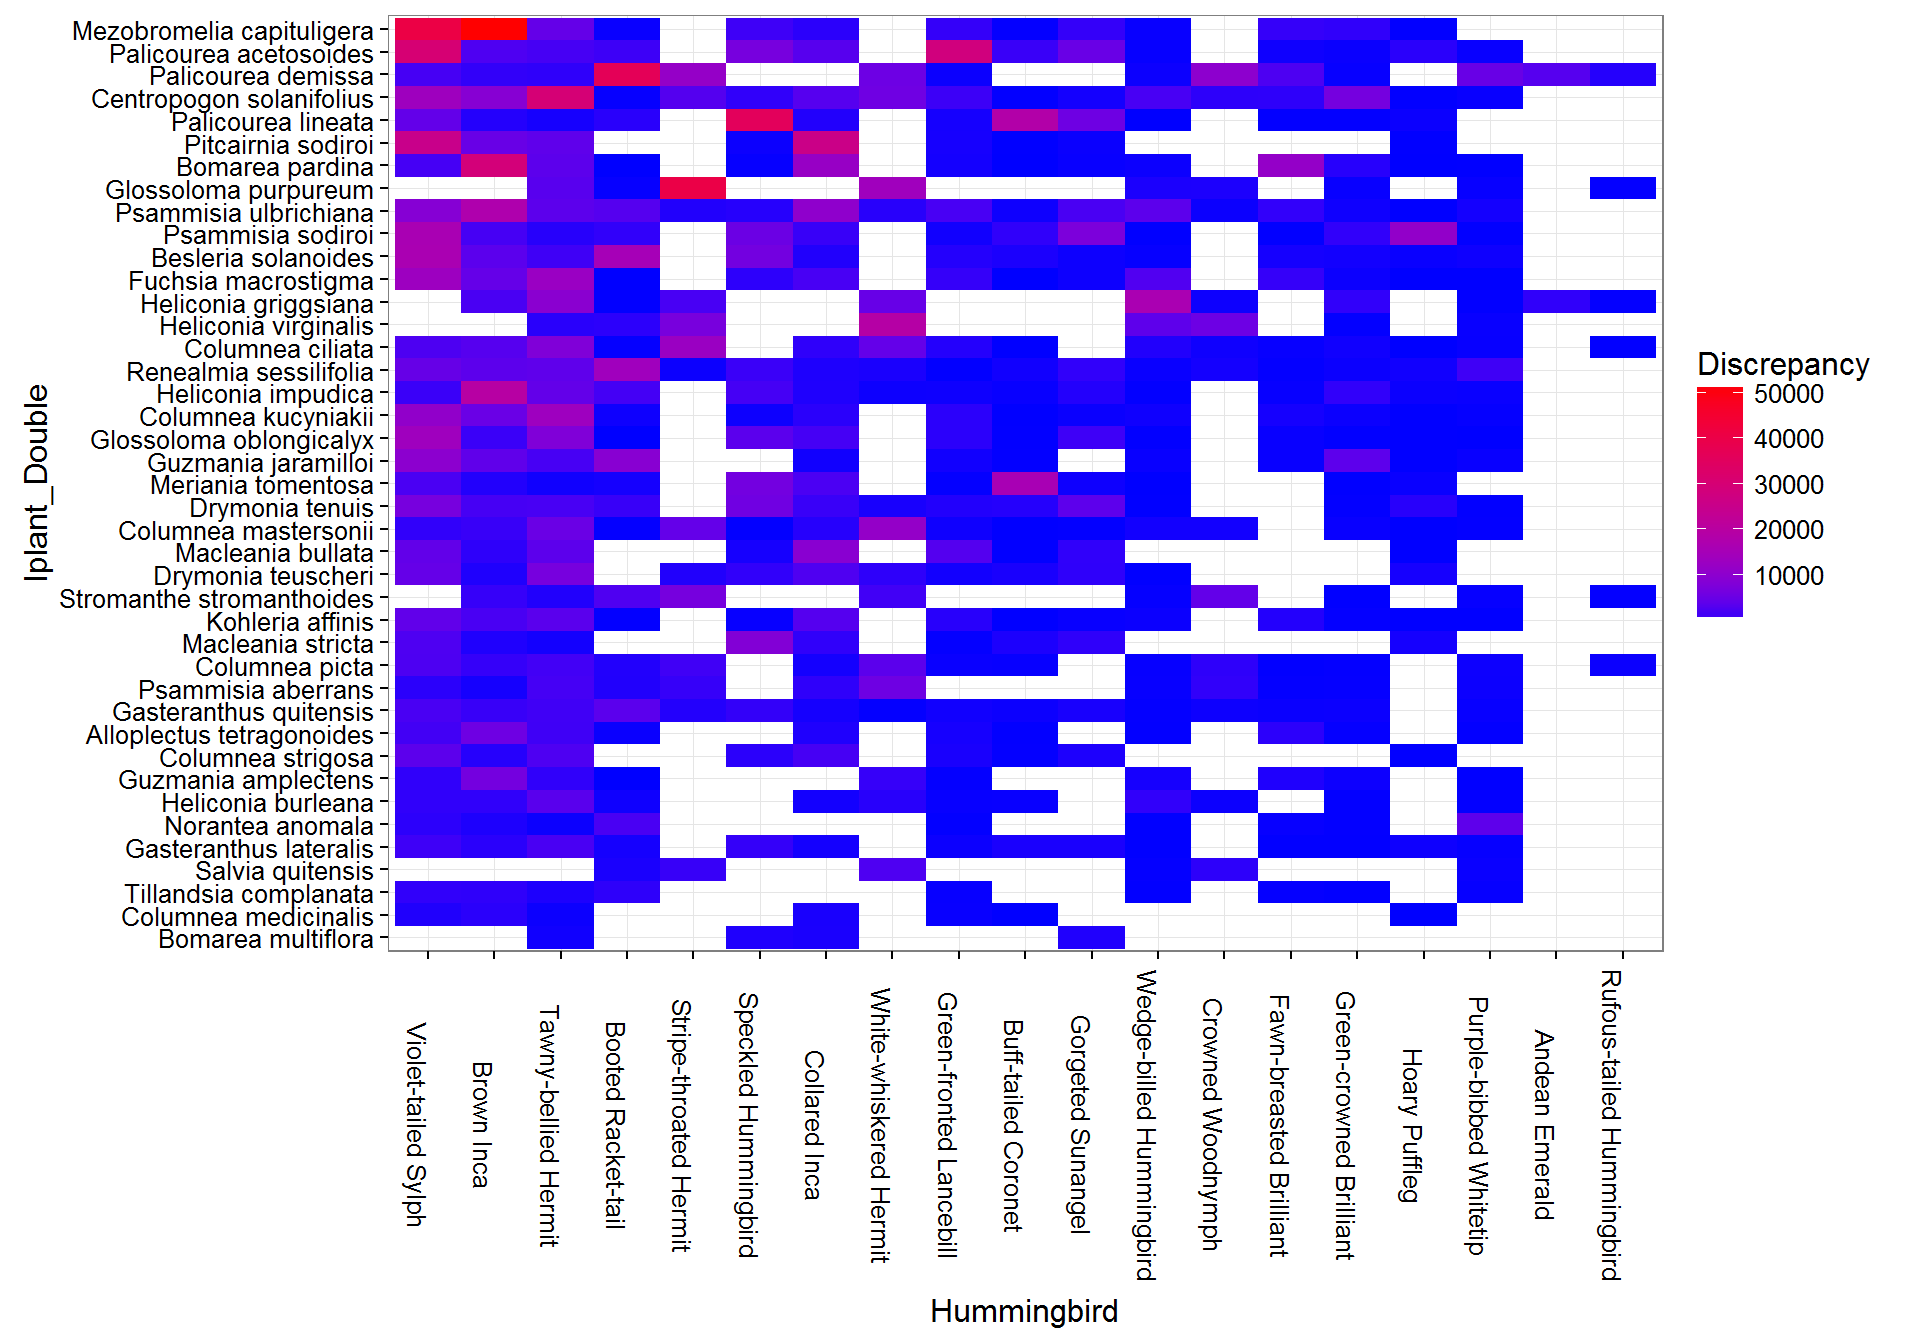 Mezobromelia capituligera
Palicourea acetosoides
Palicourea demissa
Centropogon solanifolius
Palicourea lineata
Pitcairnia sodiroi
Bomarea pardina
Glossoloma purpureum
Psammisia ulbrichiana
Psammisia sodiroi
Besleria solanoides
Fuchsia macrostigma
Heliconia griggsiana
Heliconia virginalis
Columnea ciliata
Renealmia sessilifolia
Heliconia impudica
Columnea kucyniakii
Glossoloma oblongicalyx
Guzmania jaramilloi
Meriania tomentosa
Drymonia tenuis
Columnea mastersonii
Macleania bullata
Drymonia teuscheri
Stromanthe stromanthoides
Kohleria affinis
Macleania stricta
Columnea picta
Psammisia aberrans
Gasteranthus quitensis
Alloplectus tetragonoides
Columnea strigosa
Guzmania amplectens
Heliconia burleana
Norantea anomala
Gasteranthus lateralis
Salvia quitensis
Tillandsia complanata
Columnea medicinalis
Bomarea multiflora
Iplant_Double
Violet-tailed Sylph
Brown Inca
Tawny-bellied Hermit
Booted Racket-tail
Stripe-throated Hermit
Speckled Hummingbird
Collared Inca
White-whiskered Hermit
Green-fronted Lancebill
Buff-tailed Coronet
Gorgeted Sunangel
Wedge-billed Hummingbird
Crowned Woodnymph
Fawn-breasted Brilliant
Green-crowned Brilliant
Hoary Puffleg
Purple-bibbed Whitetip
Andean Emerald
Rufous-tailed Hummingbird
Hummingbird
Discrepancy
50000
40000
30000
20000
10000